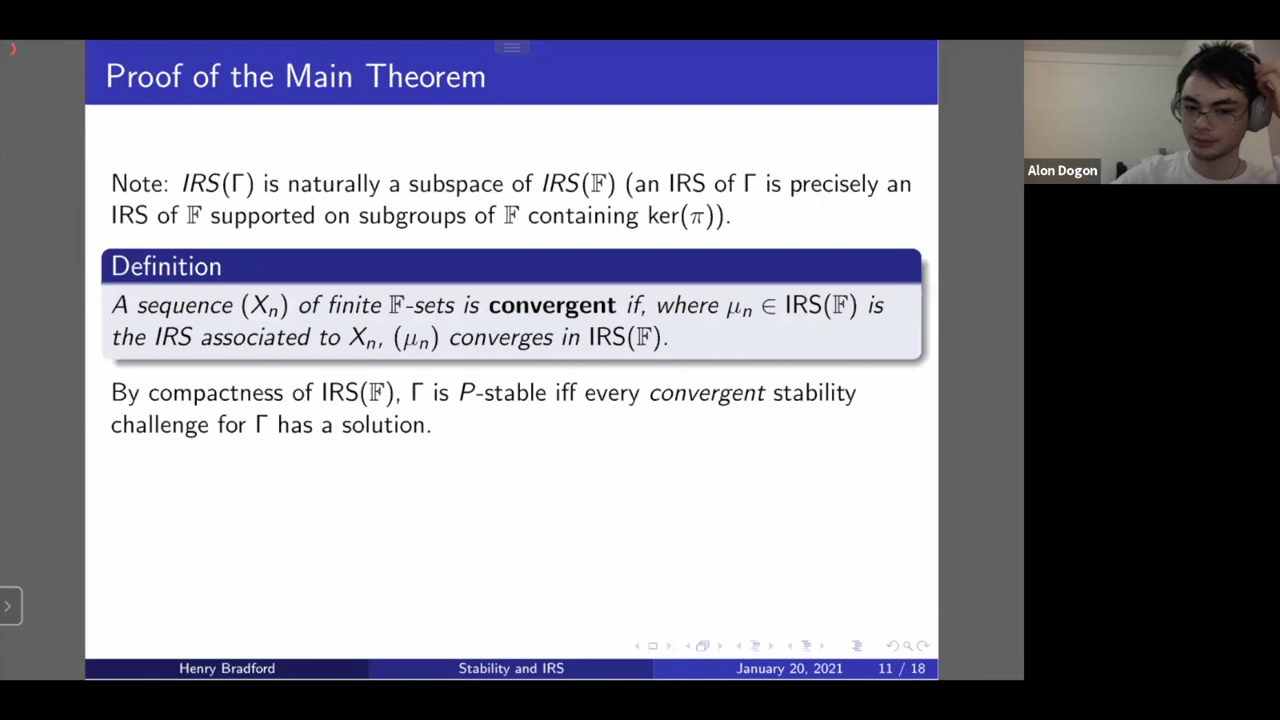 Proof of the Main Theorem
Note: IRS(Γ) is naturally a subspace of IRS(𝔽) (an IRS of Γ is precisely an
IRS of 𝔽 supported on subgroups of 𝔽 containing ker(π)).
Definition
A sequence (Xₙ) of finite 𝔽-sets is convergent if, where μₙ ∈ IRS(𝔽) is
the IRS associated to Xₙ, (μₙ) converges in IRS(𝔽).
By compactness of IRS(𝔽), Γ is P-stable iff every convergent stability
challenge for Γ has a solution.
Henry Bradford
Stability and IRS
January 20, 2021
11 / 18
Alon Dogon